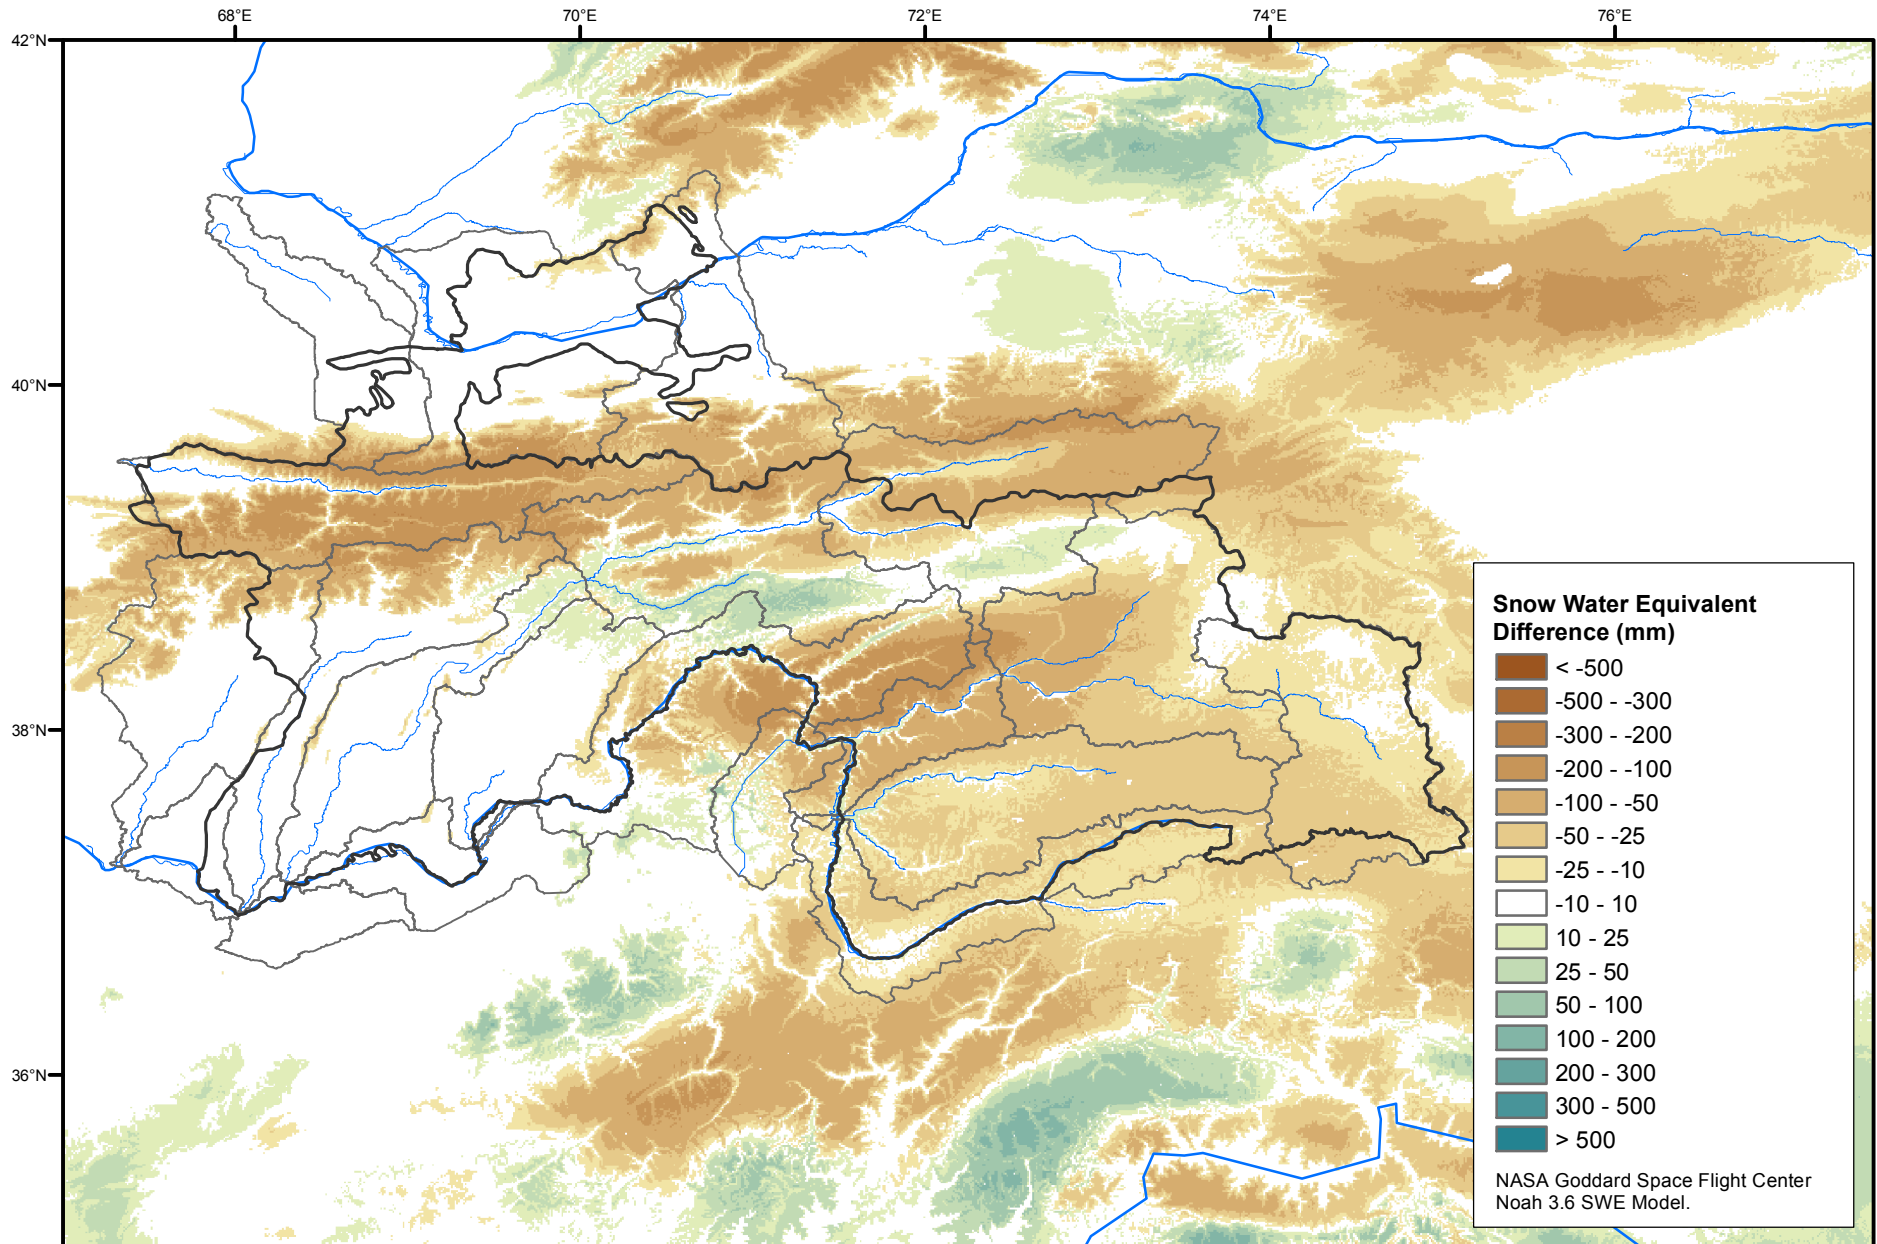 68°E
70°E
72°E
74°E
76°E
42°N
40°N
38°N
36°N
Snow Water Equivalent
Difference (mm)
< -500
-500 - -300
-300 - -200
-200 - -100
-100 - -50
-50 - -25
-25 - -10
-10 - 10
10 - 25
25 - 50
50 - 100
100 - 200
200 - 300
300 - 500
> 500
NASA Goddard Space Flight Center
Noah 3.6 SWE Model.